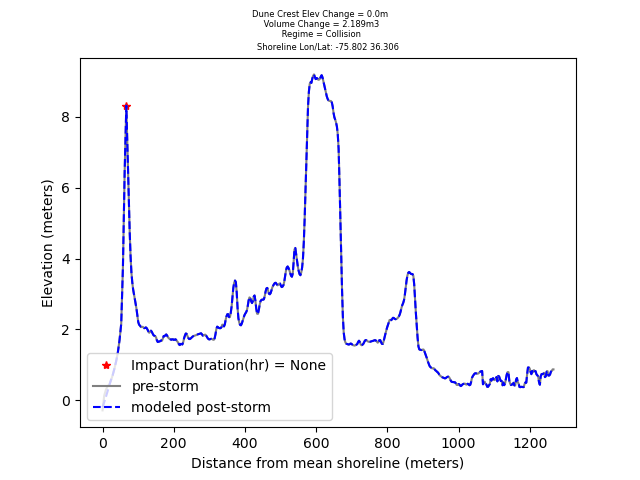 Dune Crest Elev Change = 0.0m
Volume Change = 2.189m3
Regime = Collision
Shoreline Lon/Lat: -75.802 36.306
8
6
4
2
0
Elevation (meters)
Impact Duration(hr) = None
pre-storm
modeled post-storm
0 200 400 600 800 1000 1200
Distance from mean shoreline (meters)